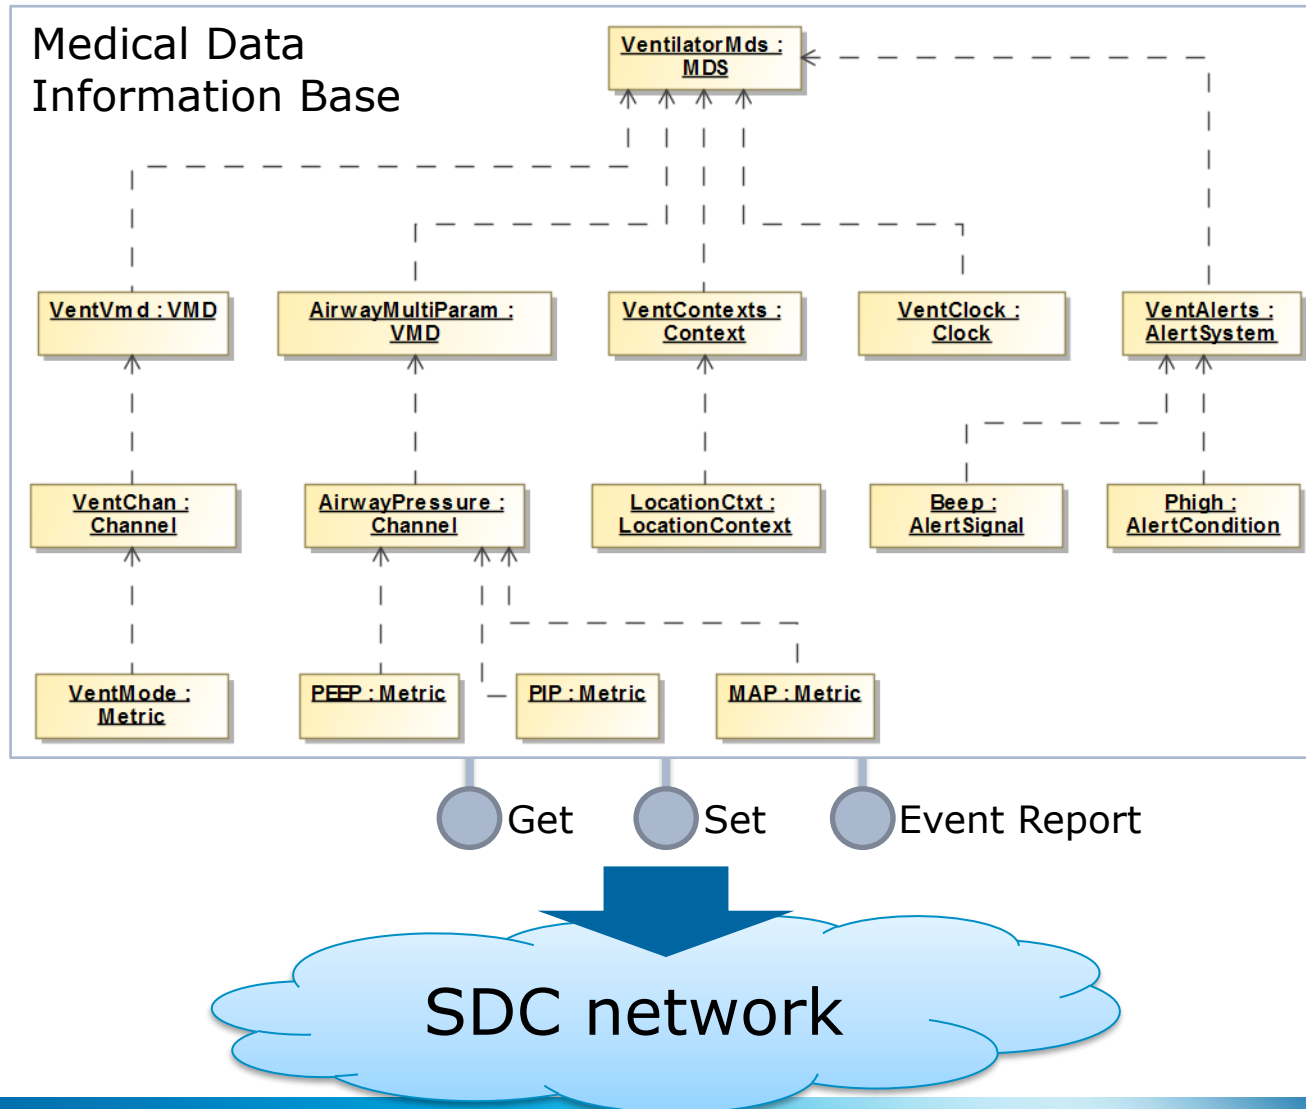 Medical Data
Information Base
VentilatorMds :
MDS
VentVmd : VMD
AirwayMultiParam :
VMD
VentContexts :
Context
VentClock :
Clock
VentAlerts :
AlertSystem
VentChan :
Channel
AirwayPressure :
Channel
LocationCtxt :
LocationContext
Beep :
AlertSignal
Phigh :
AlertCondition
VentMode :
Metric
PEEP : Metric
PIP : Metric
MAP : Metric
Get
Set
Event Report
SDC network